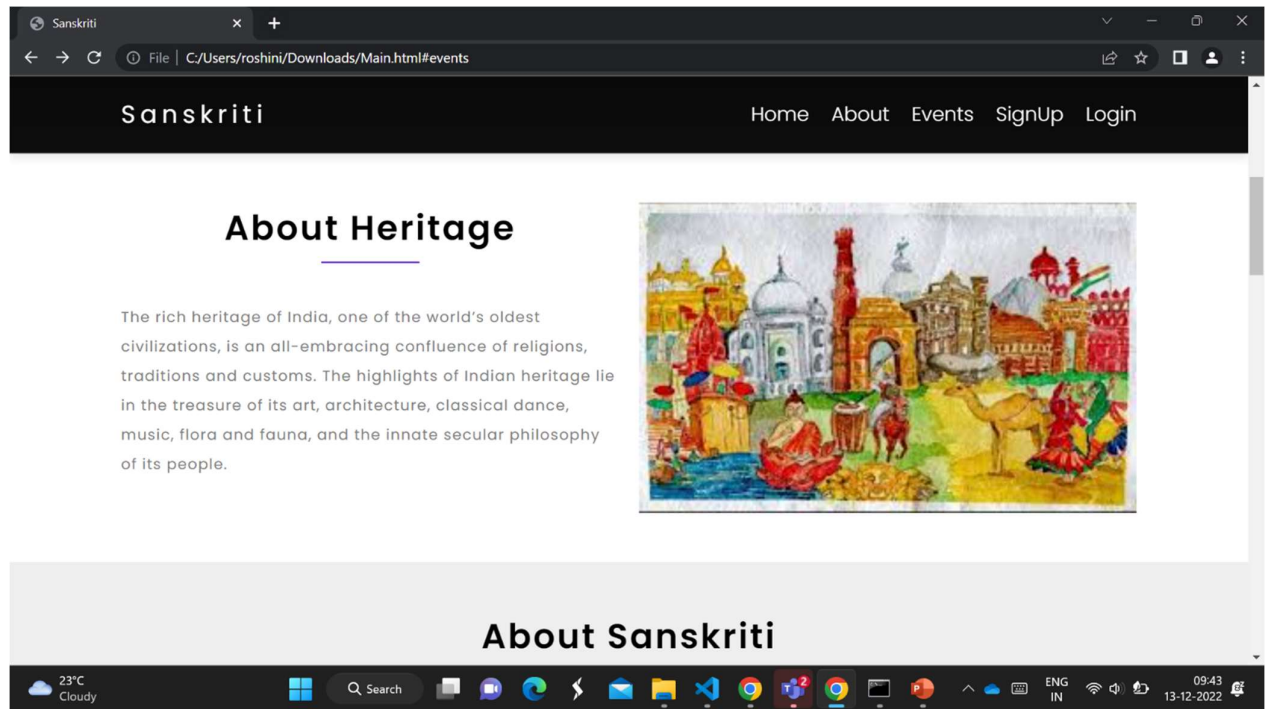 Sanskriti
File | C:/Users/roshini/Downloads/Main.html#events
Sanskriti
Home About Events SignUp Login
About Heritage
The rich heritage of India, one of the world's oldest
civilizations, is an all-embracing confluence of religions,
traditions and customs. The highlights of Indian heritage lie
in the treasure of its art, architecture, classical dance,
music, flora and fauna, and the innate secular philosophy
of its people.
About Sanskriti
23°C
Cloudy
Search
2
ENG
IN
09:43
13-12-2022